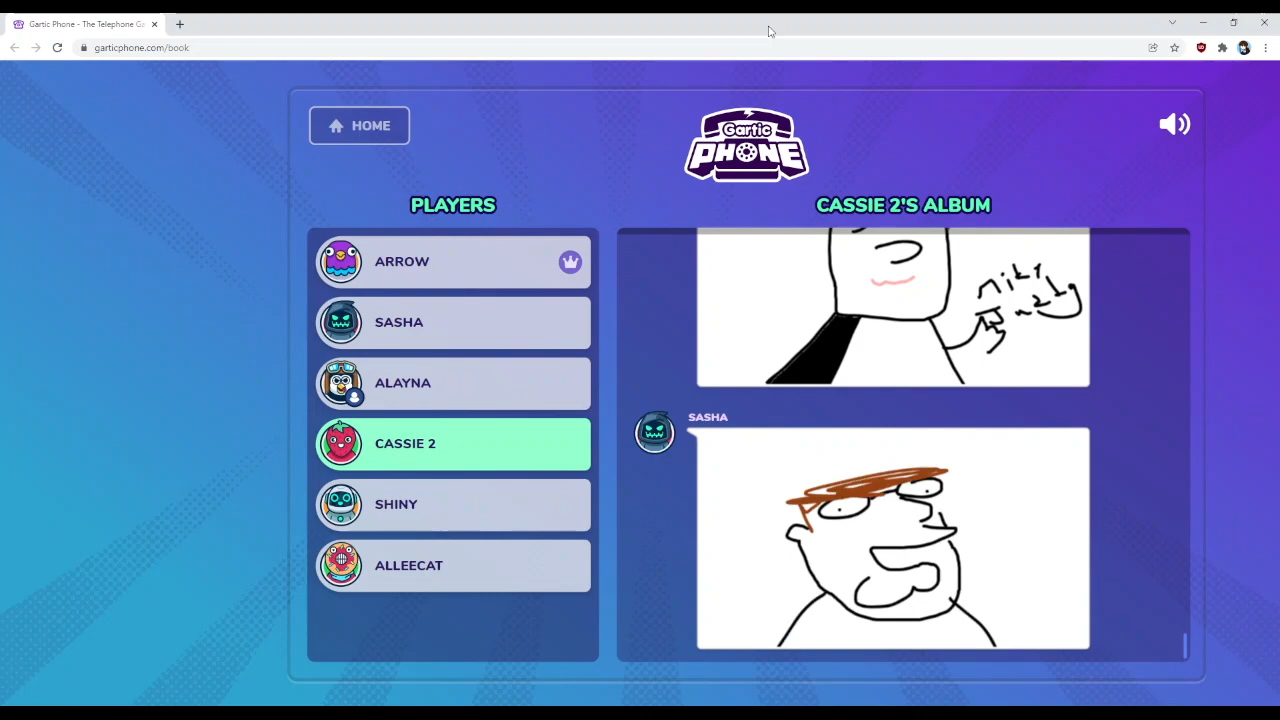 Gartic Phone - The Telephone Ga
garticphone.com/book
HOME
Gartic
PHONE
PLAYERS
CASSIE 2'S ALBUM
ARROW
SASHA
ALAYNA
CASSIE 2
SHINY
ALLEECAT
SASHA